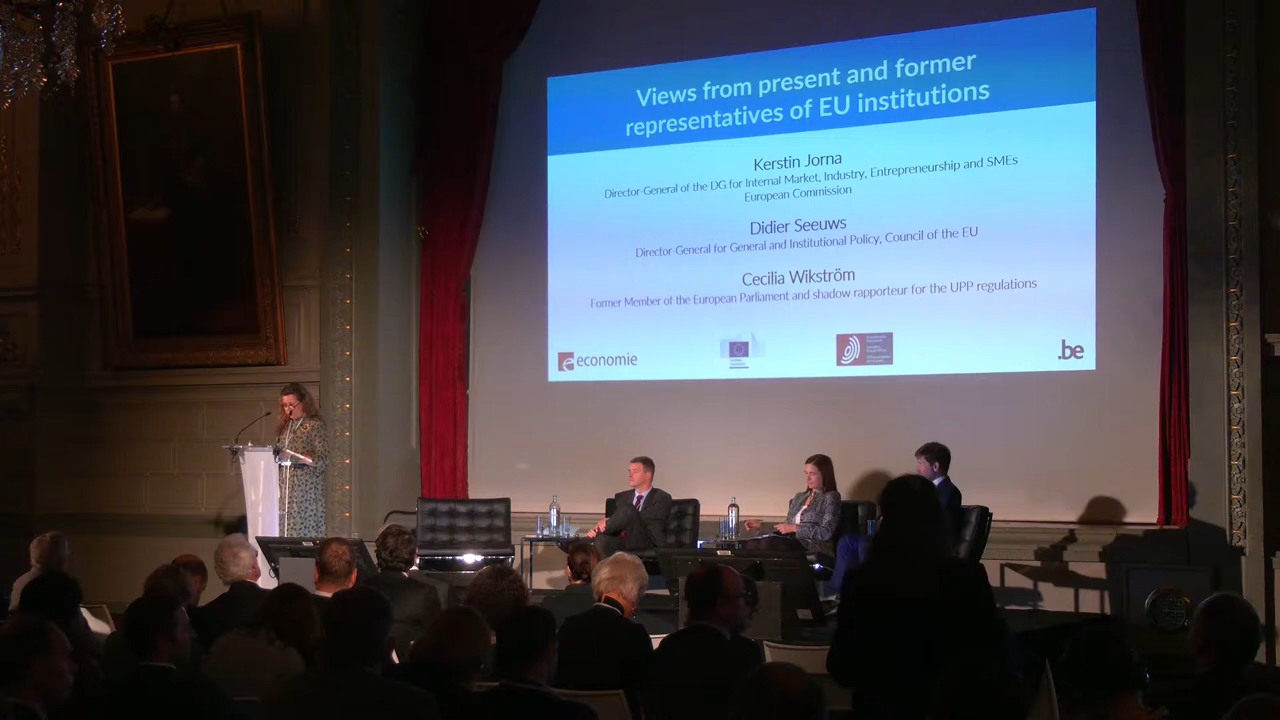 Views from present and former
representatives of EU institutions
Kerstin Jorna
Director-General of the DG for Internal Market, Industry, Entrepreneurship and SMEs
European Commission
Didier Seeuws
Director-General for General and Institutional Policy, Council of the EU
Cecilia Wikström
Former Member of the European Parliament and shadow rapporteur for the UPP regulations
e economie
.be